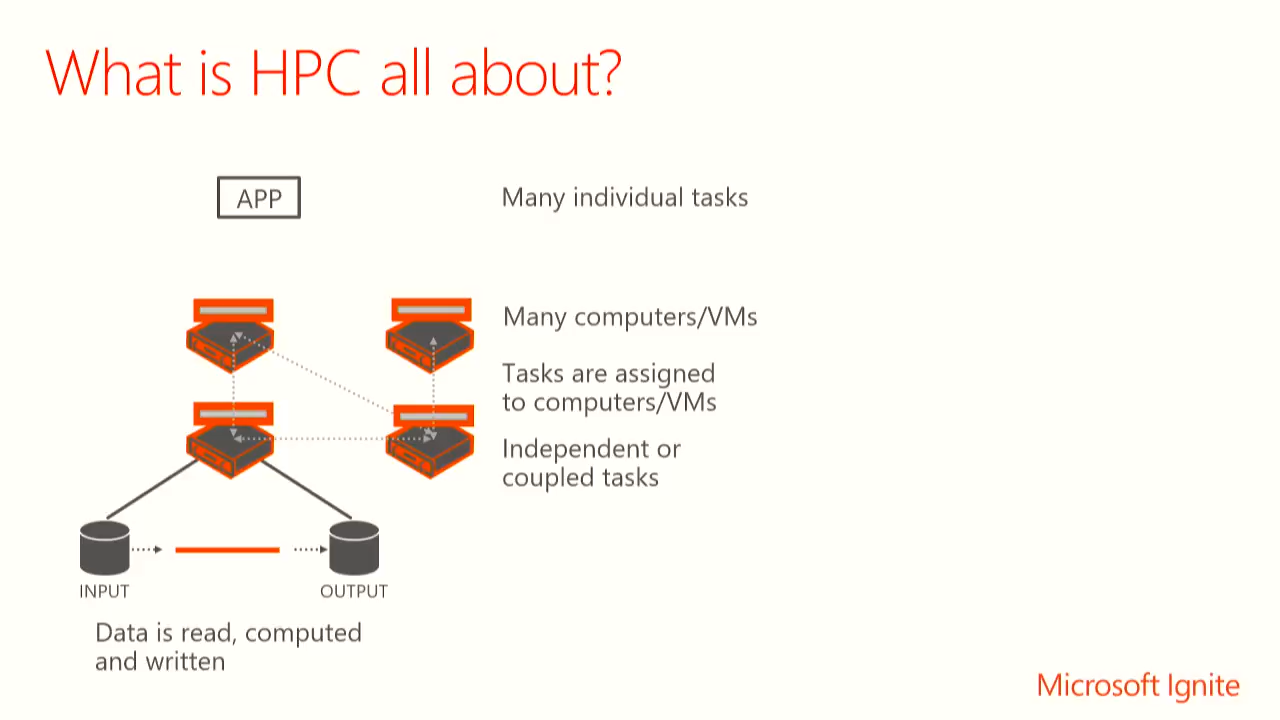 What is HPC all about?
APP
Many individual tasks
Many computers/VMs
Tasks are assigned
to computers/VMs
Independent or
coupled tasks
INPUT
OUTPUT
Data is read, computed
and written
Microsoft Ignite